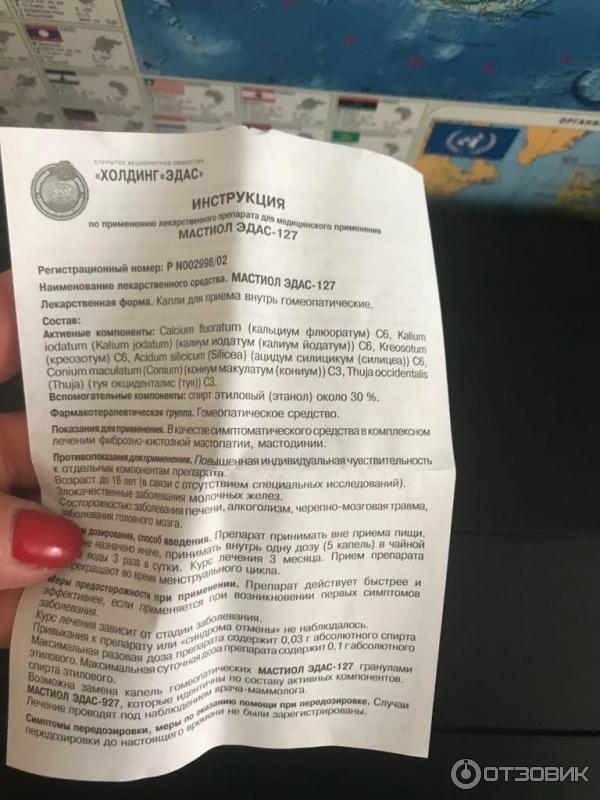 ОРГАНИ
ОТКРЫТОЕ АКЦИОНЕРНОЕ ОБЩЕСТВО
«ХОЛДИНГ«ЭДАС»
ИНСТРУКЦИЯ
по применению лекарственного препарата для медицинского применения
МАСТИОЛ ЭДАС-127
Регистрационный номер: Р N002998/02
Наименование лекарственного средства. МАСТИОЛ ЭДАС-127
Лекарственная форма. Капли для приема внутрь гомеопатические.
Состав:
Активные компоненты: Calcium fluoratum (кальциум флюоратум) С6, Kalium
iodatum (Kalium jodatum) (калиум иодатум (калиум йодатум)) С6, Kreosotum
(креозотум) С6, Acidum silicicum (Silicea) (ацидум силицикум (силицеа)) С6,
Conium maculatum (Conium) (кониум макулатум (кониум)) С3, Thuja occidentalis
(Thuja) (туя окциденталис (туя)) С3.
Вспомогательные компоненты: спирт этиловый (этанол) около 30 %.
Фармакотерапевтическая группа. Гомеопатическое средство.
Показания для применения. В качестве симптоматического средства в комплексном
лечении фиброзно-кистозной мастопатии, мастодинии.
Противопоказания для применения. Повышенная индивидуальная чувствительность
к отдельным компонентам препарата.
Возраст до 18 лет (в связи с отсутствием специальных исследований).
Злокачественные заболевания молочных желез.
С осторожностью: заболевания печени, алкоголизм, черепно-мозговая травма,
заболевания головного мозга.
дозирования, способ введения. Препарат принимать вне приема пищи.
не назначено иначе, принимать внутрь одну дозу (5 капель) в чайной
воды 3 раза в сутки. Курс лечения 3 месяца. Прием препарата
прекращают во время менструального цикла.
Меры предосторожности при применении. Препарат действует быстрее и
эффективнее, если применяется при возникновении первых симптомов
заболевания.
Курс лечения зависит от стадии заболевания.
Привыкания к препарату или «синдрома отмены» не наблюдалось.
Максимальная разовая доза препарата содержит 0,03 г абсолютного спирта
этилового. Максимальная суточная доза препарата содержит 0,1 г абсолютного
спирта этилового.
Возможна замена капель гомеопатических МАСТИОЛ ЭДАС-127 гранулами
МАСТИОЛ ЭДАС-927, которые идентичны по составу активных компонентов.
Лечение проводят под наблюдением врача-маммолога.
Симптомы передозировки, меры по оказанию помощи при передозировке. Случаи
передозировки до настоящего времени не были зарегистрированы.
ОТЗОВИК